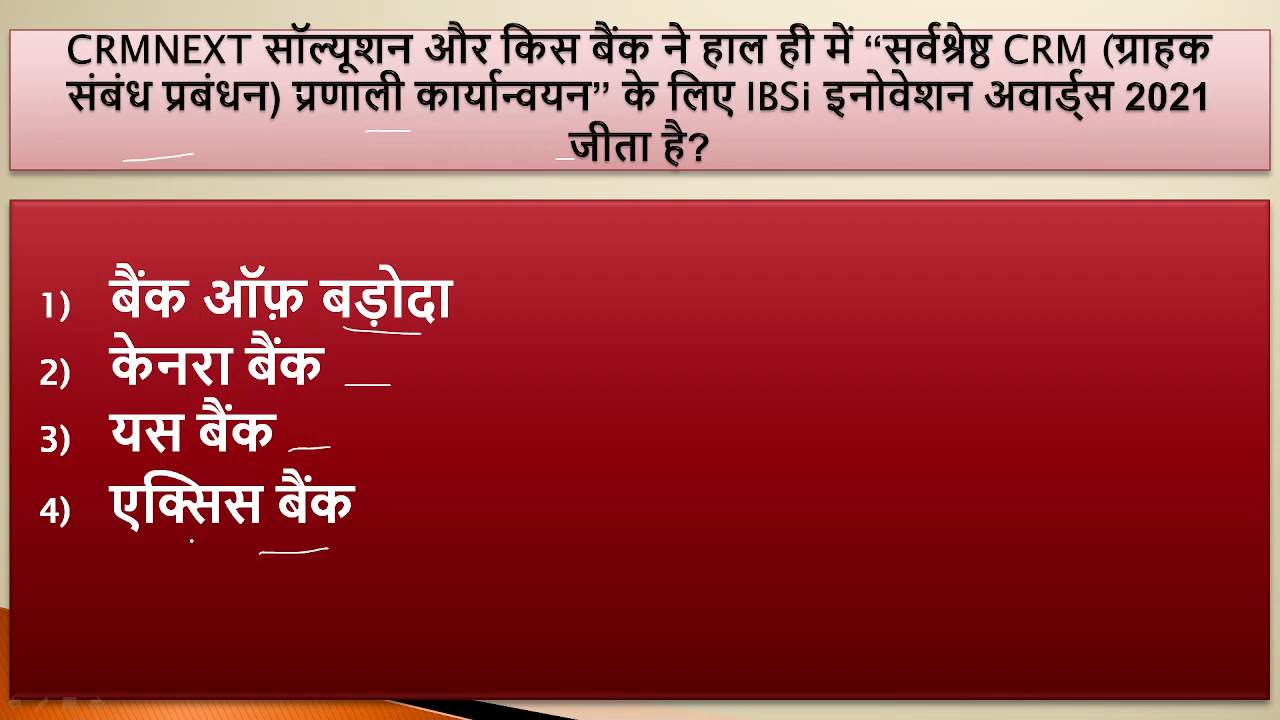 CRMNEXT सॉल्यूशन और किस बैंक ने हाल ही में “सर्वश्रेष्ठ CRM (ग्राहक
संबंध प्रबंधन) प्रणाली कार्यान्वयन” के लिए IBSi इनोवेशन अवार्ड्स 2021
जीता है?
1) बैंक ऑफ़ बड़ोदा
2) केनरा बैंक
3) यस बैंक
4) एक्सिस बैंक